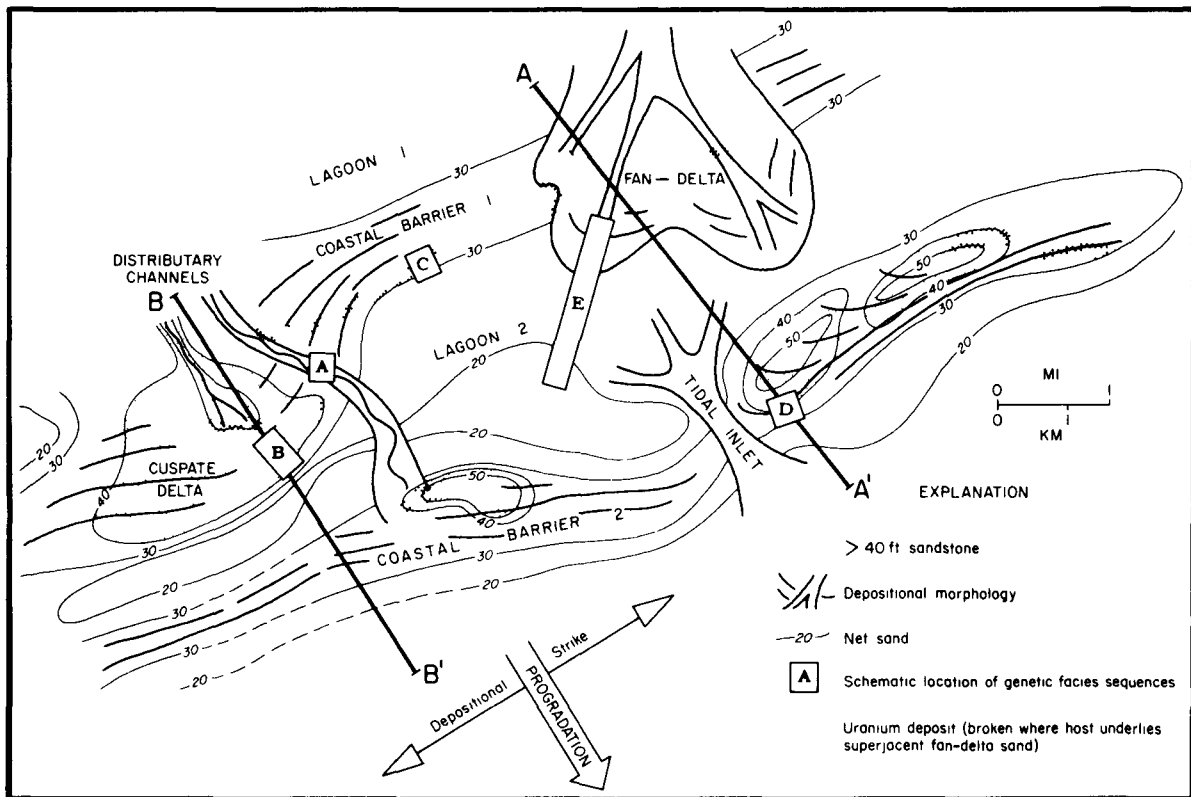 30
A
30
30
LAGOON 1
30
FAN-DELTA
COASTAL BARRIER 1
30
C
DISTRIBUTARY
CHANNELS
B
E
30
50
40
40
30
50
20
LAGOON 2
20
A
TIDAL INLET
D
MI
0 1
0 1
KM
20
30
B
20
CUSPATE
DELTA
40
50
40
A'
COASTAL BARRIER 2
30
30
20
20
30
20
B'
EXPLANATION
> 40 ft sandstone
Depositional morphology
-20- Net sand
A Schematic location of genetic facies sequences
Uranium deposit (broken where host underlies
superjacent fan-delta sand)
Depositional Strike
PROGRADATION